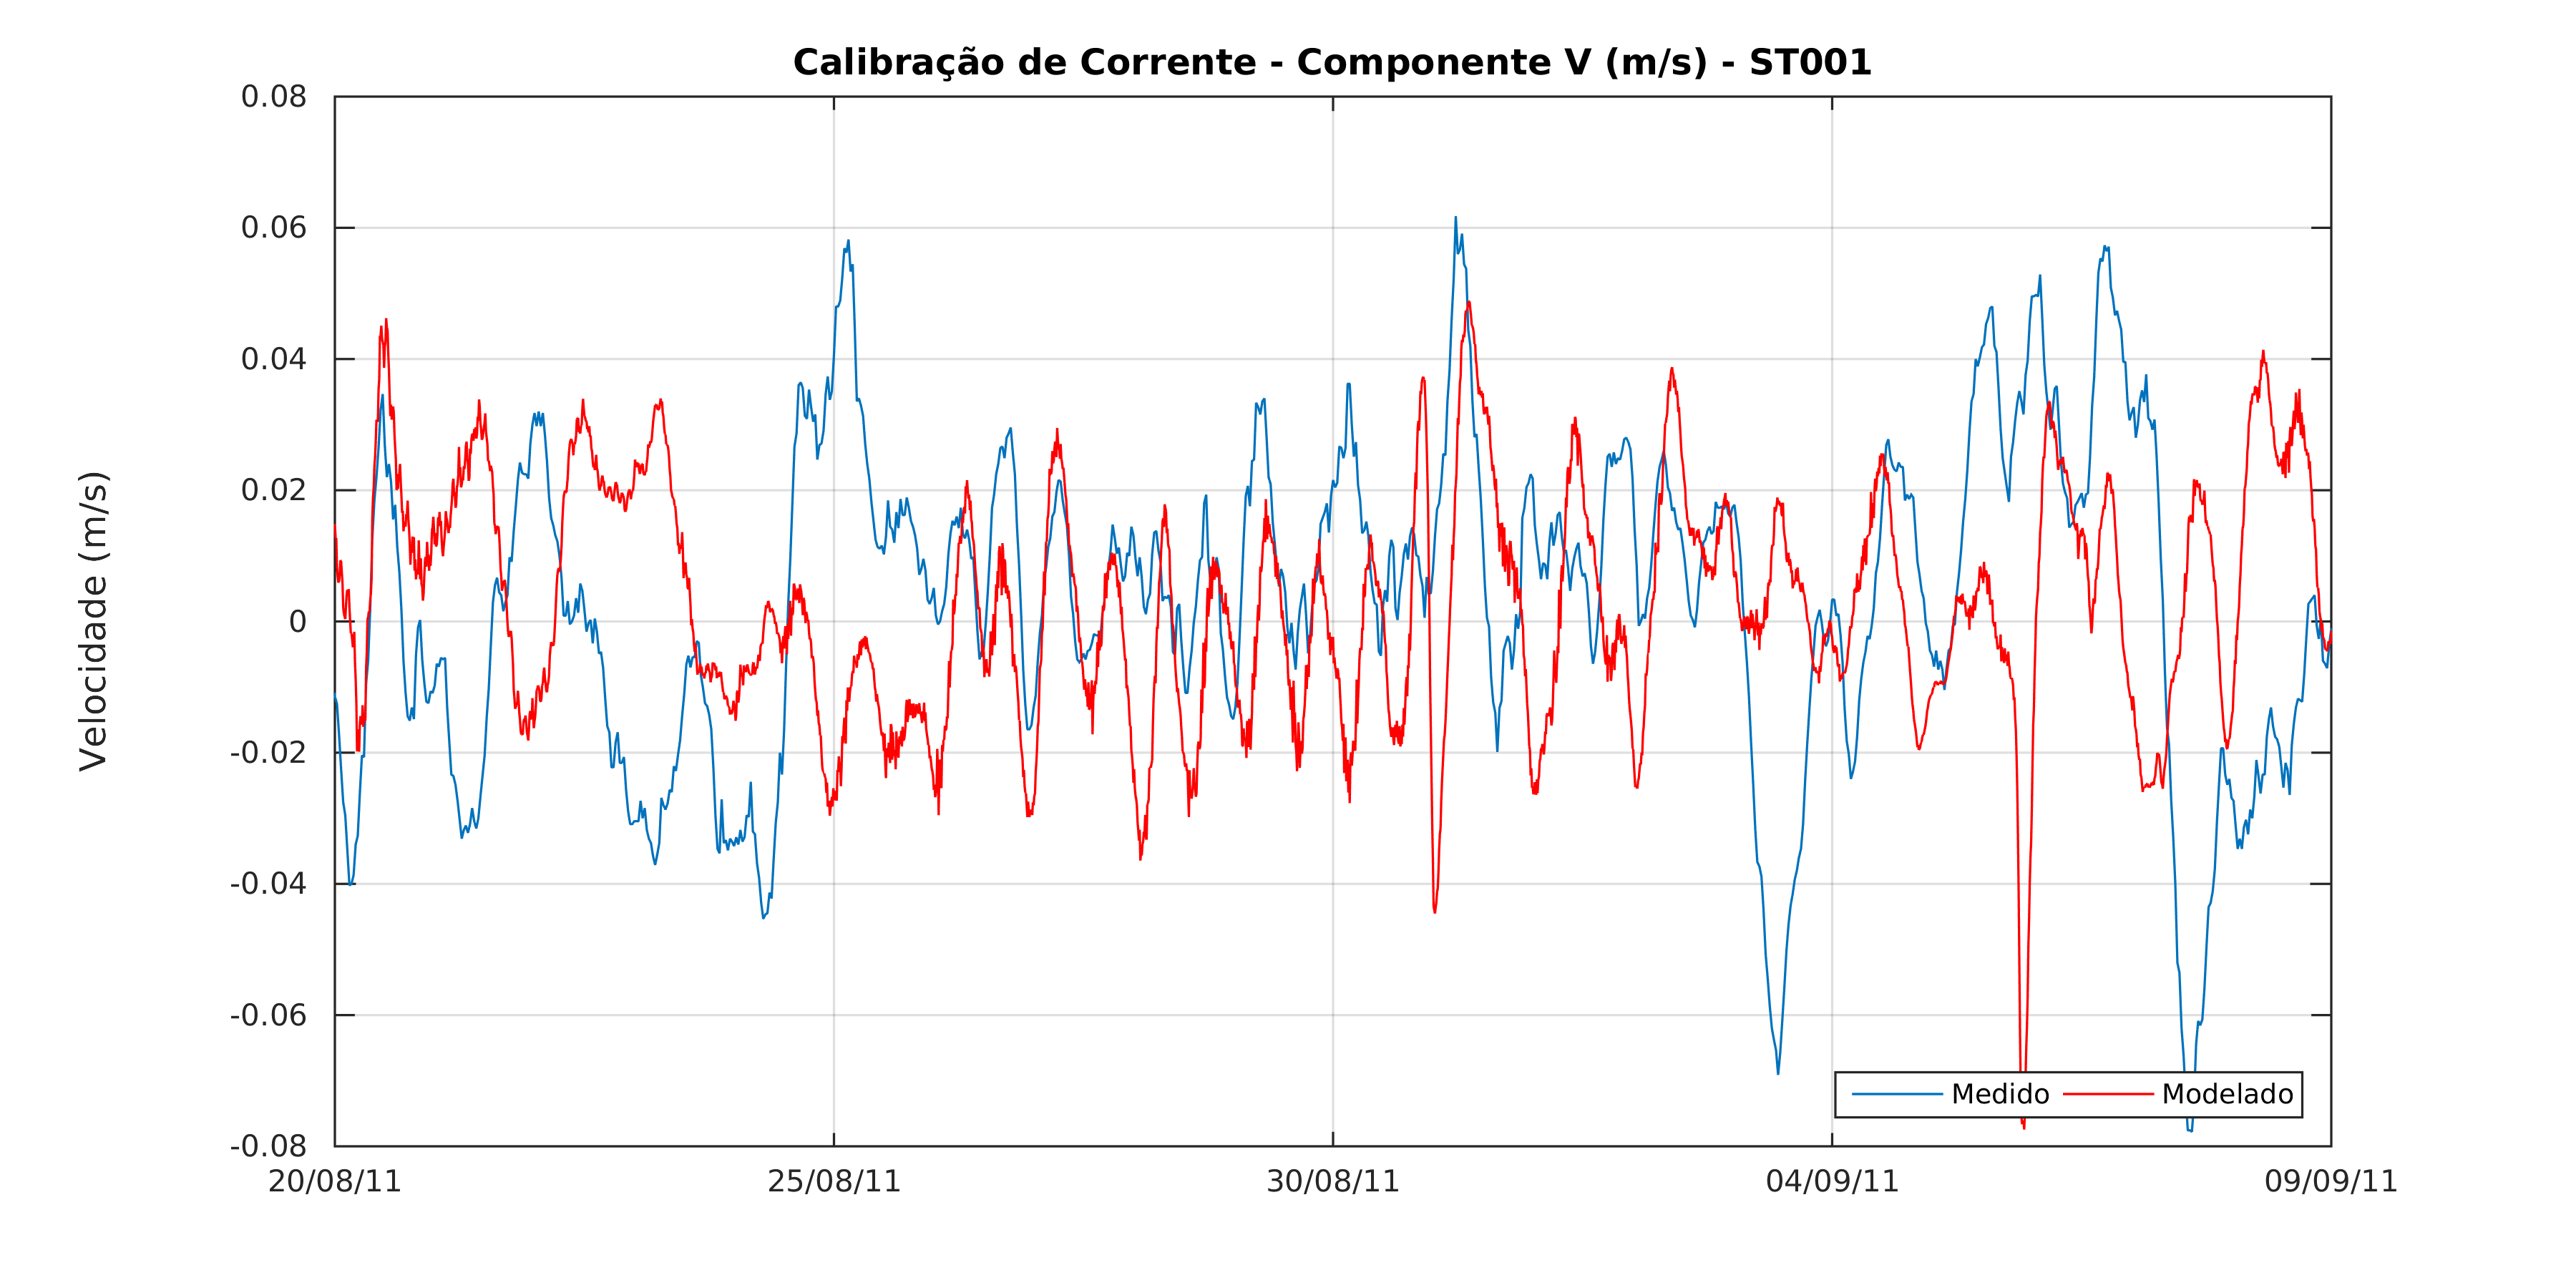 Calibração de Corrente - Componente V (m/s) - ST001
Velocidade (m/s)
0.08
0.06
0.04
0.02
0
-0.02
-0.04
-0.06
-0.08
20/08/11 25/08/11 30/08/11 04/09/11 09/09/11
Medido Modelado